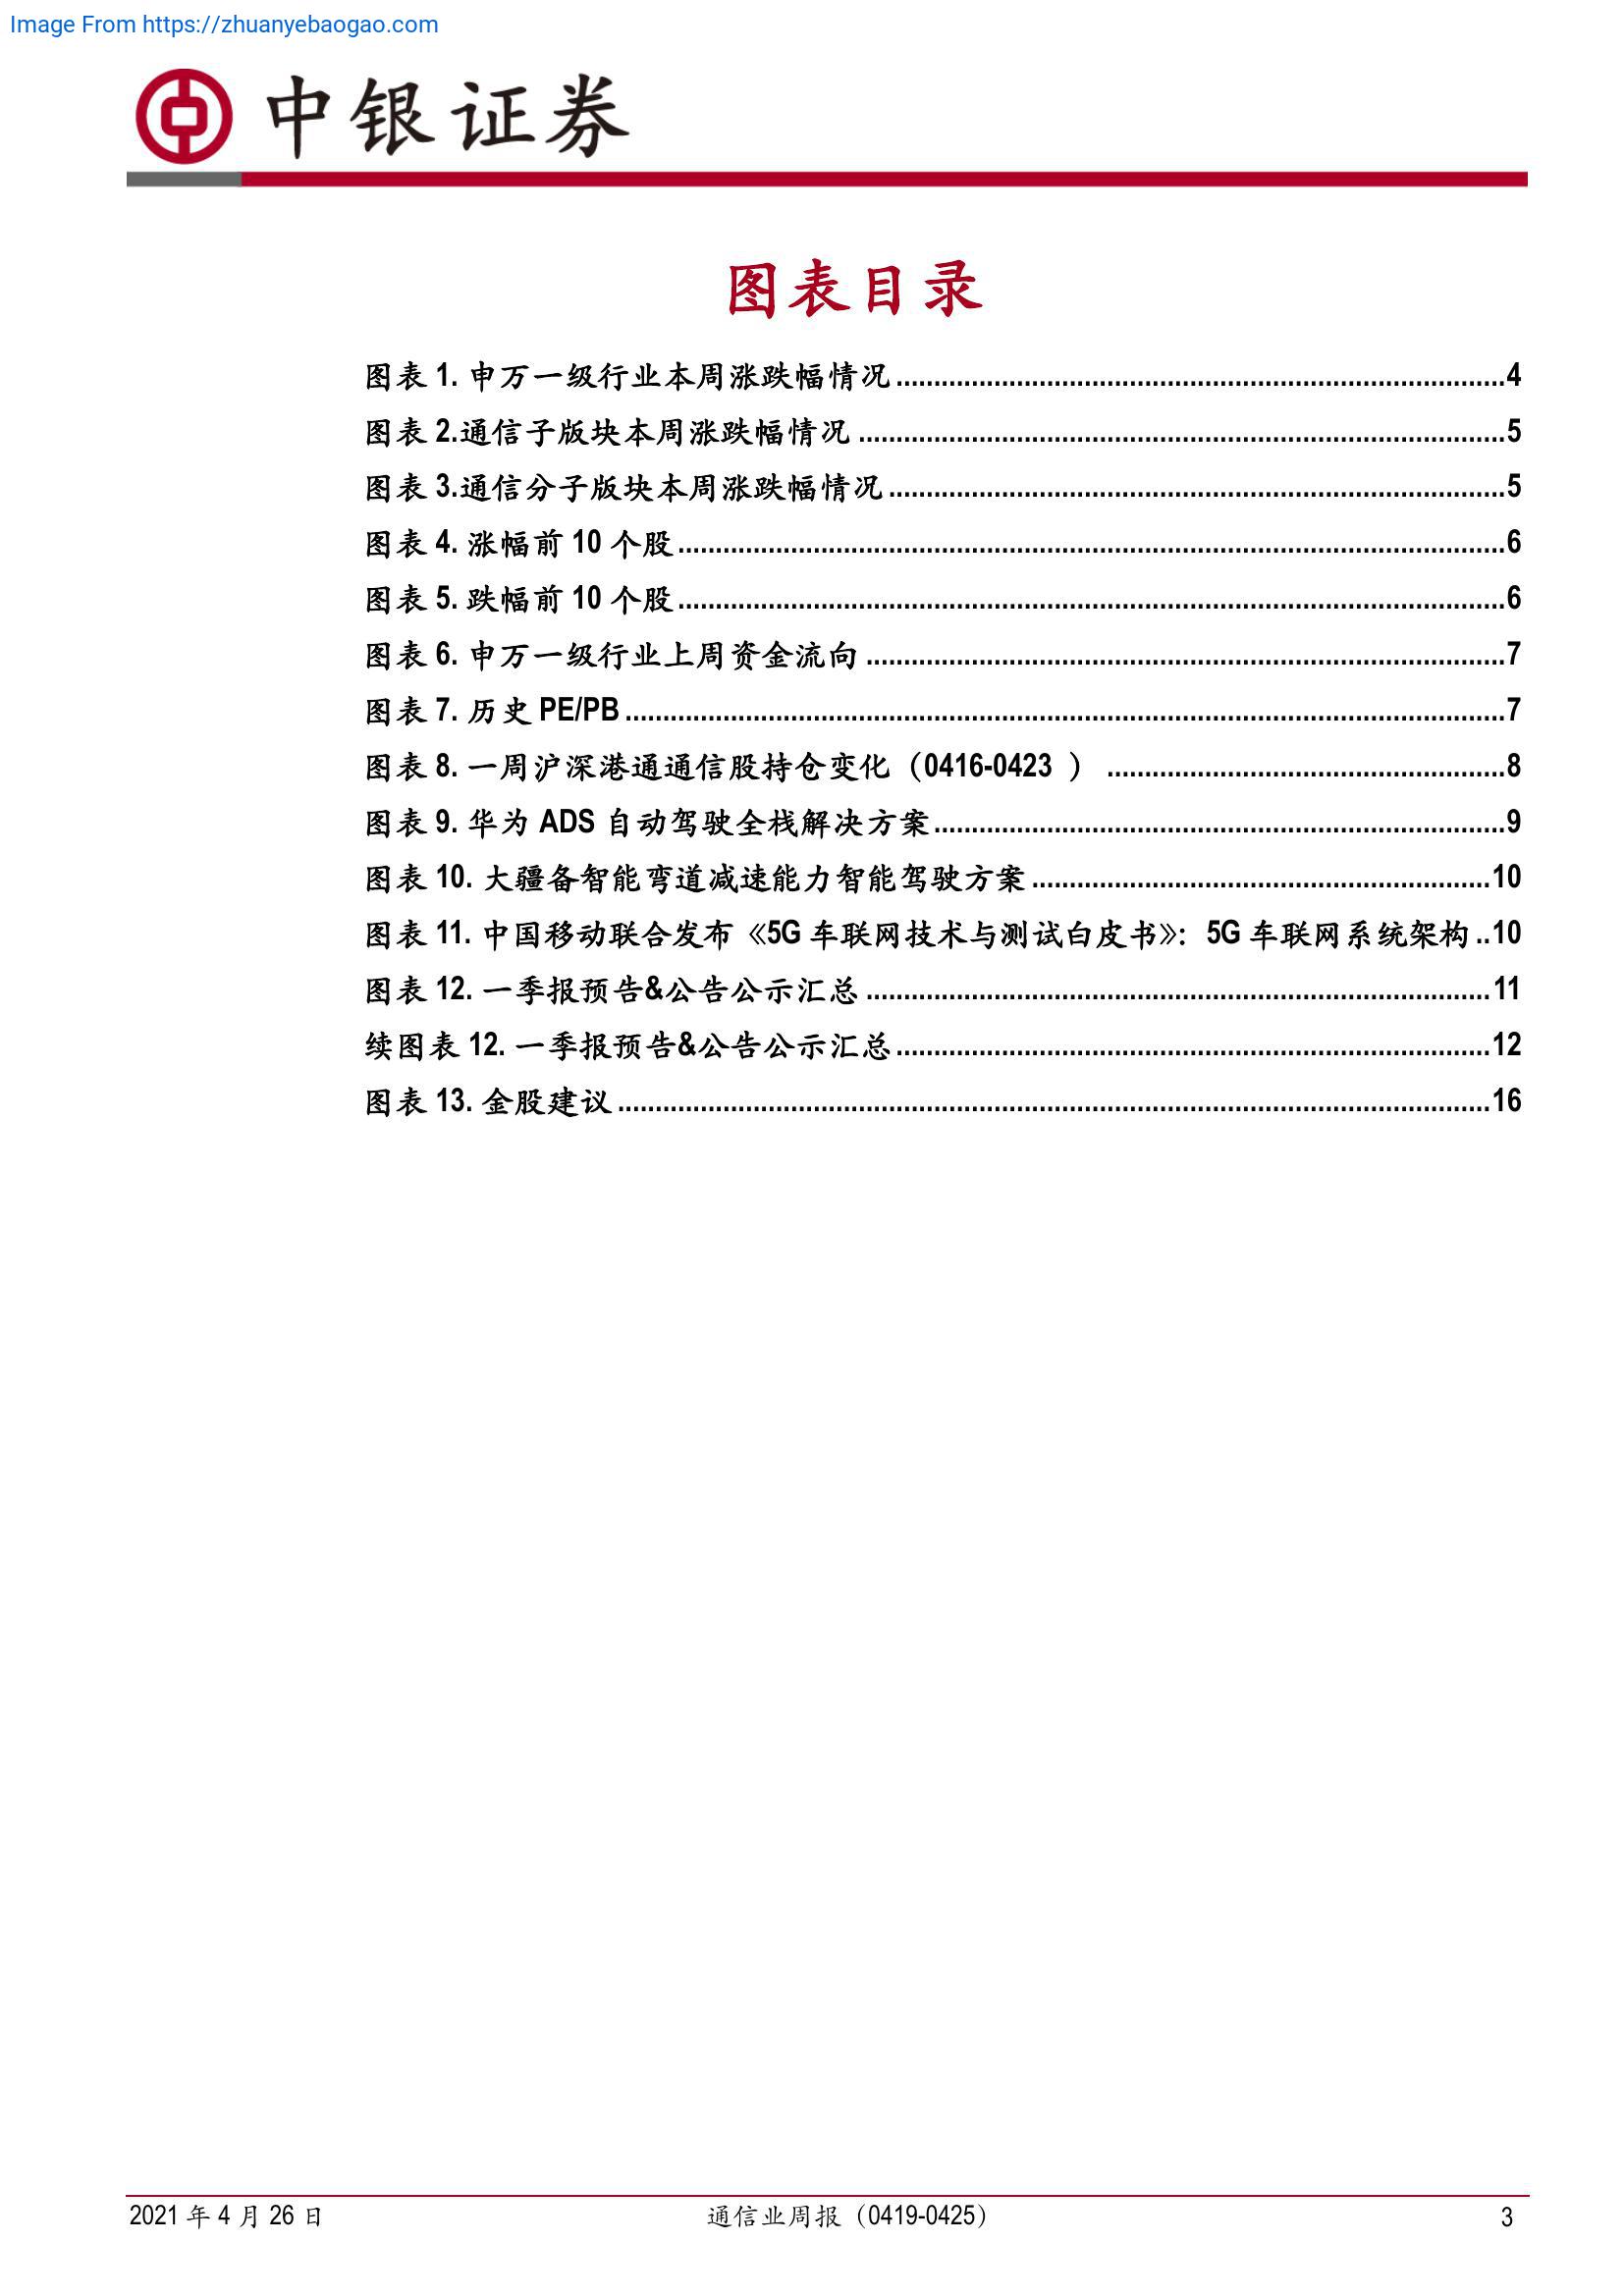 Image From https://zhuanyebaogao.com
中银证券
图表目录
图表 1. 申万一级行业本周涨跌幅情况................................................................................4
图表 2.通信子版块本周涨跌幅情况.....................................................................................5
图表 3.通信分子版块本周涨跌幅情况.................................................................................5
图表 4. 涨幅前 10 个股.............................................................................................................6
图表 5. 跌幅前 10 个股.............................................................................................................6
图表 6. 申万一级行业上周资金流向....................................................................................7
图表 7. 历史 PE/PB....................................................................................................................7
图表 8. 一周沪深港通通信股持仓变化（0416-0423 ） ....................................................8
图表 9. 华为 ADS 自动驾驶全栈解决方案...........................................................................9
图表 10. 大疆备智能弯道减速能力智能驾驶方案............................................................10
图表 11. 中国移动联合发布《5G 车联网技术与测试白皮书》：5G 车联网系统架构..10
图表 12. 一季报预告&公告公示汇总..................................................................................11
续图表 12. 一季报预告&公告公示汇总..............................................................................12
图表 13. 金股建议...................................................................................................................16
2021 年 4 月 26 日 通信业周报（0419-0425） 3